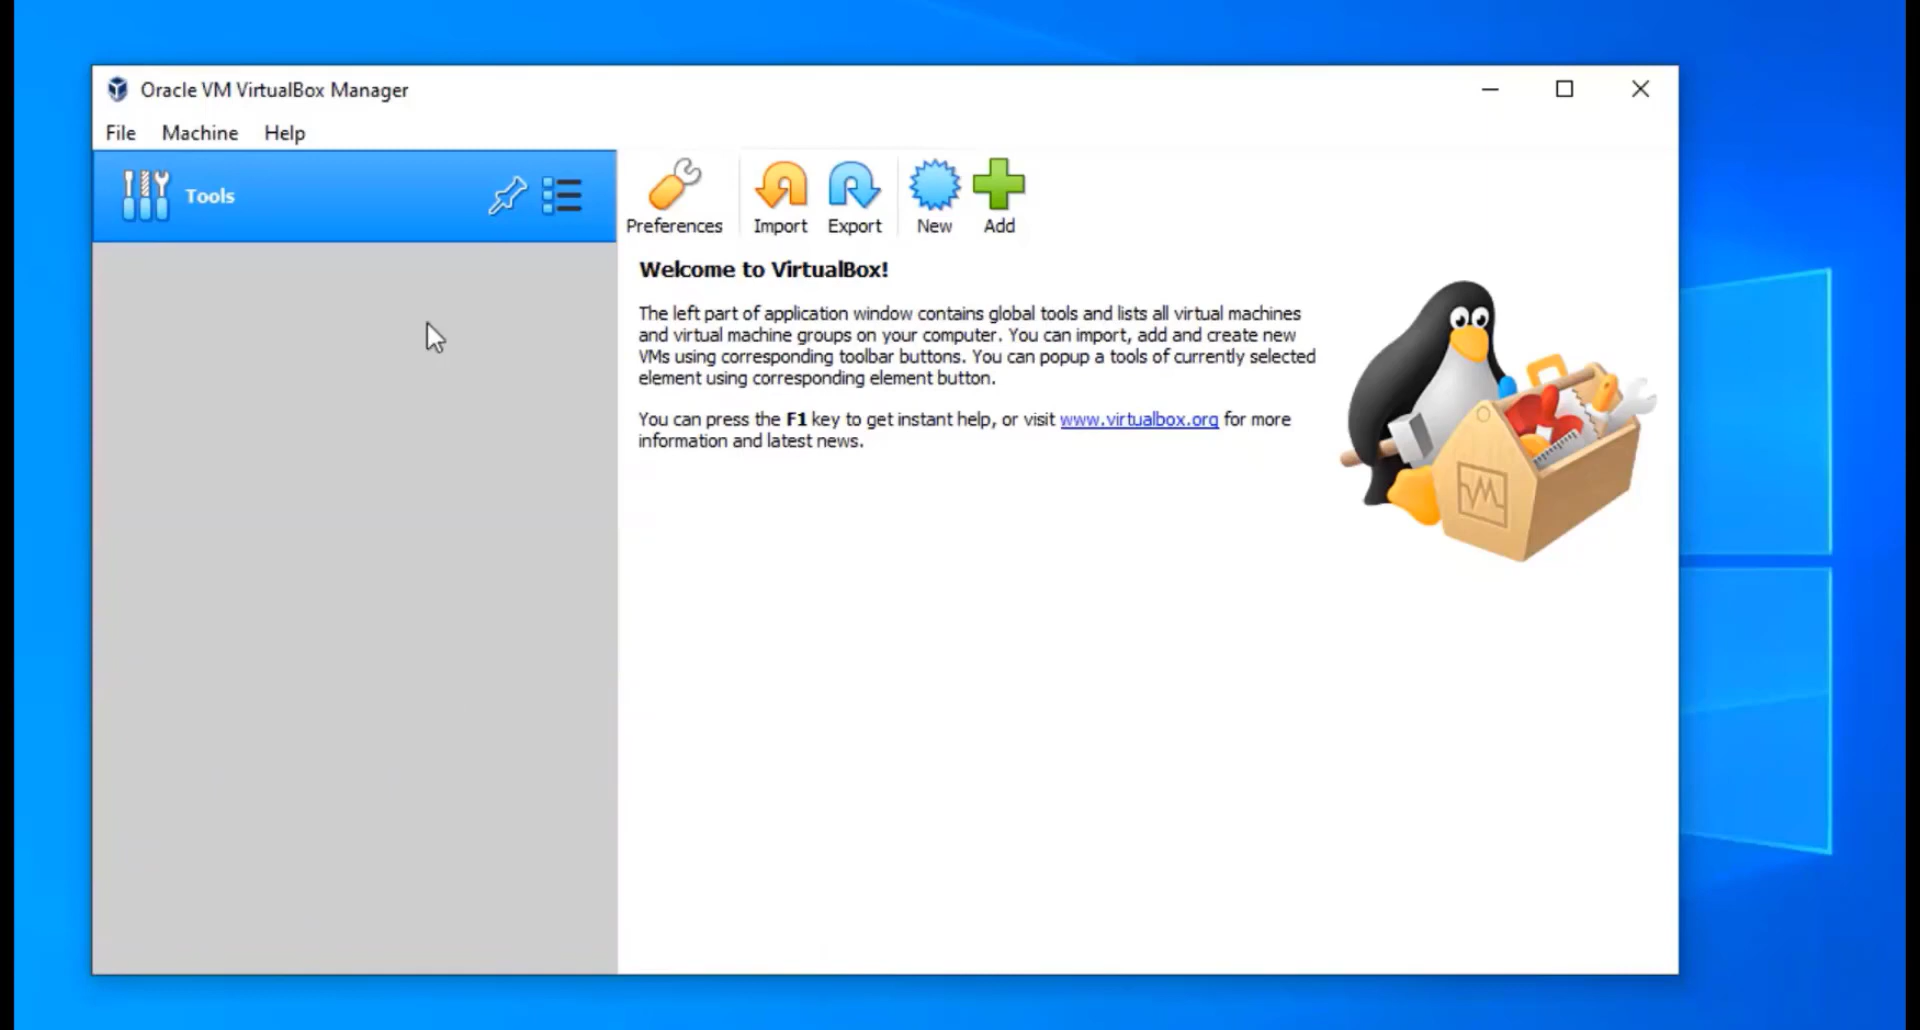 Oracle VM VirtualBox Manager
File Machine Help
Tools
Preferences Import Export New Add
Welcome to VirtualBox!
The left part of application window contains global tools and lists all virtual machines
and virtual machine groups on your computer. You can import, add and create new
VMs using corresponding toolbar buttons. You can popup a tools of currently selected
element using corresponding element button.
You can press the F1 key to get instant help, or visit www.virtualbox.org for more
information and latest news.